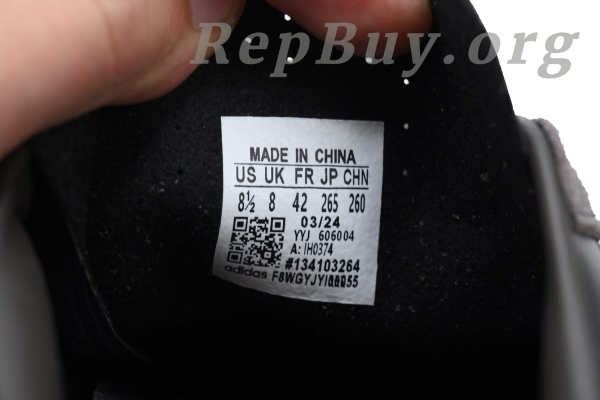 RepBuy.org
MADE IN CHINA
US UK FR JP CHN
8½ 8 42 265 260
03/24
YYJ 606004
A: IH0374
#134103264
adidas